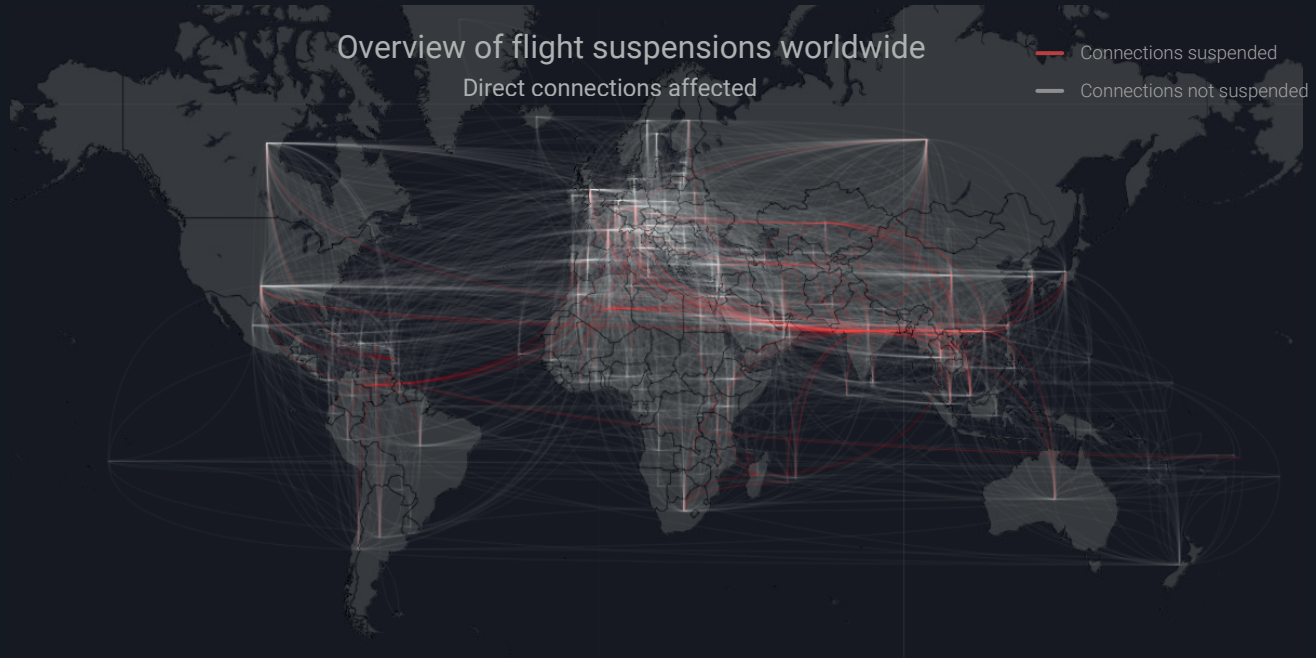 Overview of flight suspensions worldwide
Direct connections affected
Connections suspended
Connections not suspended